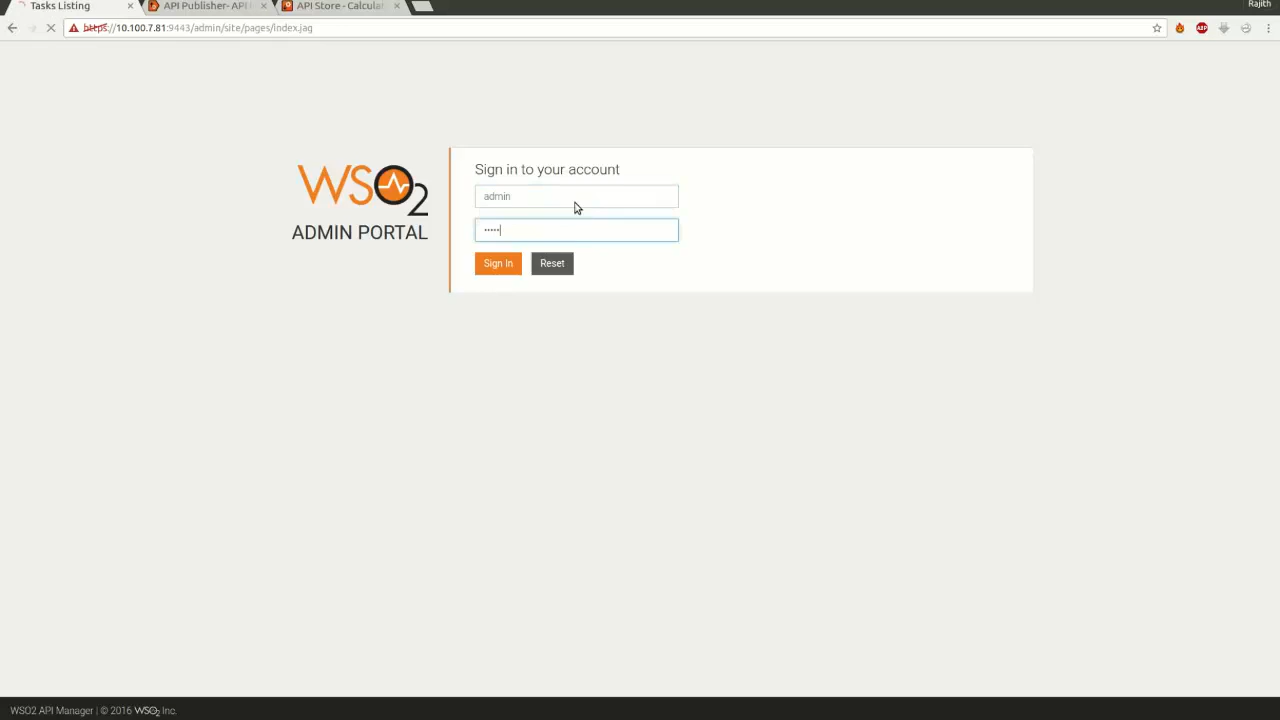 Tasks Listing
API Publisher- API
API Store - Calculat
Rajith
https://10.100.7.81:9443/admin/site/pages/index.jag
ABP
WSO2
ADMIN PORTAL
Sign in to your account
admin
•••••
Sign In
Reset
WSO2 API Manager | © 2016 WSO2 Inc.